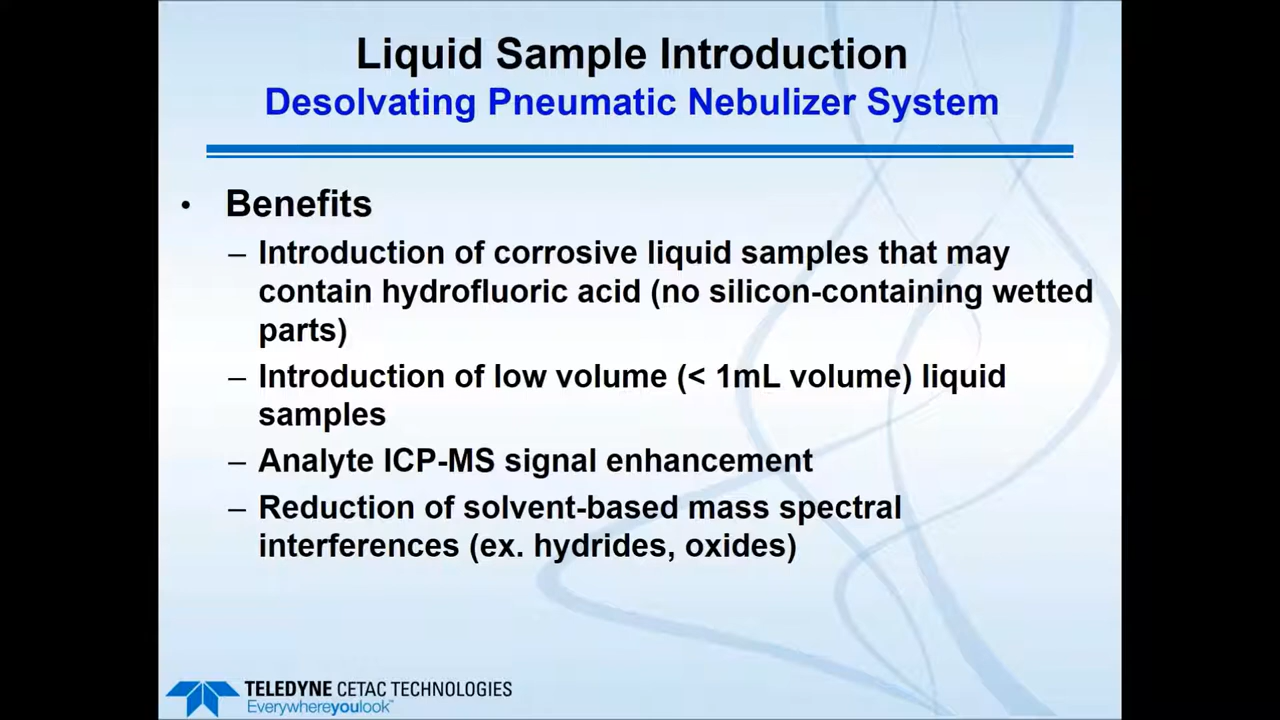 Liquid Sample Introduction
Desolvating Pneumatic Nebulizer System
• Benefits
– Introduction of corrosive liquid samples that may
contain hydrofluoric acid (no silicon-containing wetted
parts)
– Introduction of low volume (< 1mL volume) liquid
samples
– Analyte ICP-MS signal enhancement
– Reduction of solvent-based mass spectral
interferences (ex. hydrides, oxides)
TELEDYNE CETAC TECHNOLOGIES
Everywhereyoulook™